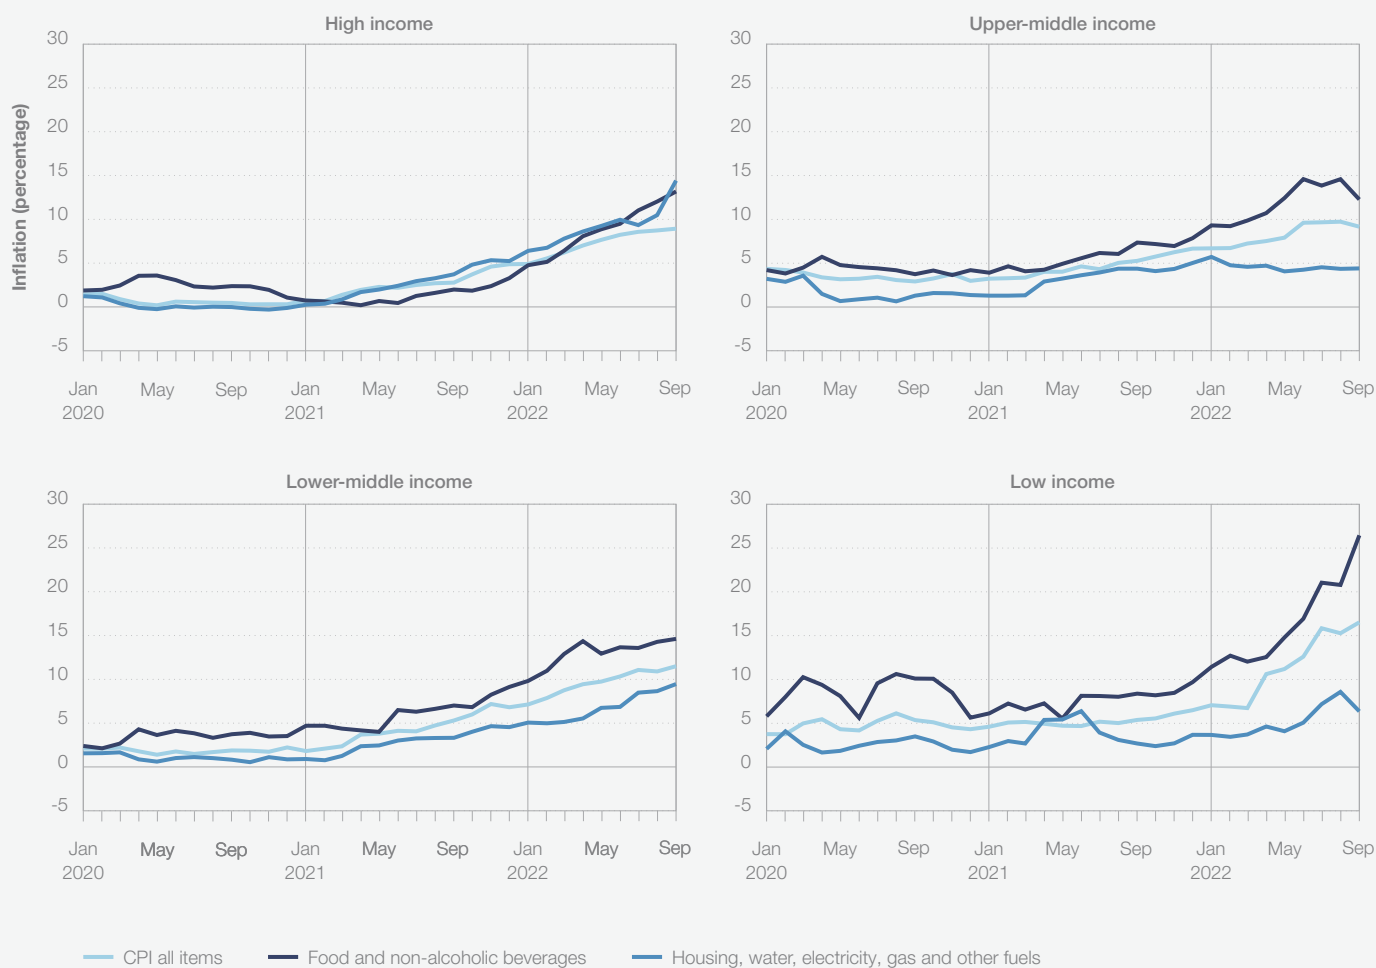 High income
Upper-middle income
Inflation (percentage)
30
25
20
15
10
5
0
-5
Jan May Sep Jan May Sep Jan May Sep
2020 2021 2022
30
25
20
15
10
5
0
-5
Jan May Sep Jan May Sep Jan May Sep
2020 2021 2022
Lower-middle income
Low income
30
25
20
15
10
5
0
-5
Jan May Sep Jan May Sep Jan May Sep
2020 2021 2022
30
25
20
15
10
5
0
-5
Jan May Sep Jan May Sep Jan May Sep
2020 2021 2022
CPI all items Food and non-alcoholic beverages Housing, water, electricity, gas and other fuels